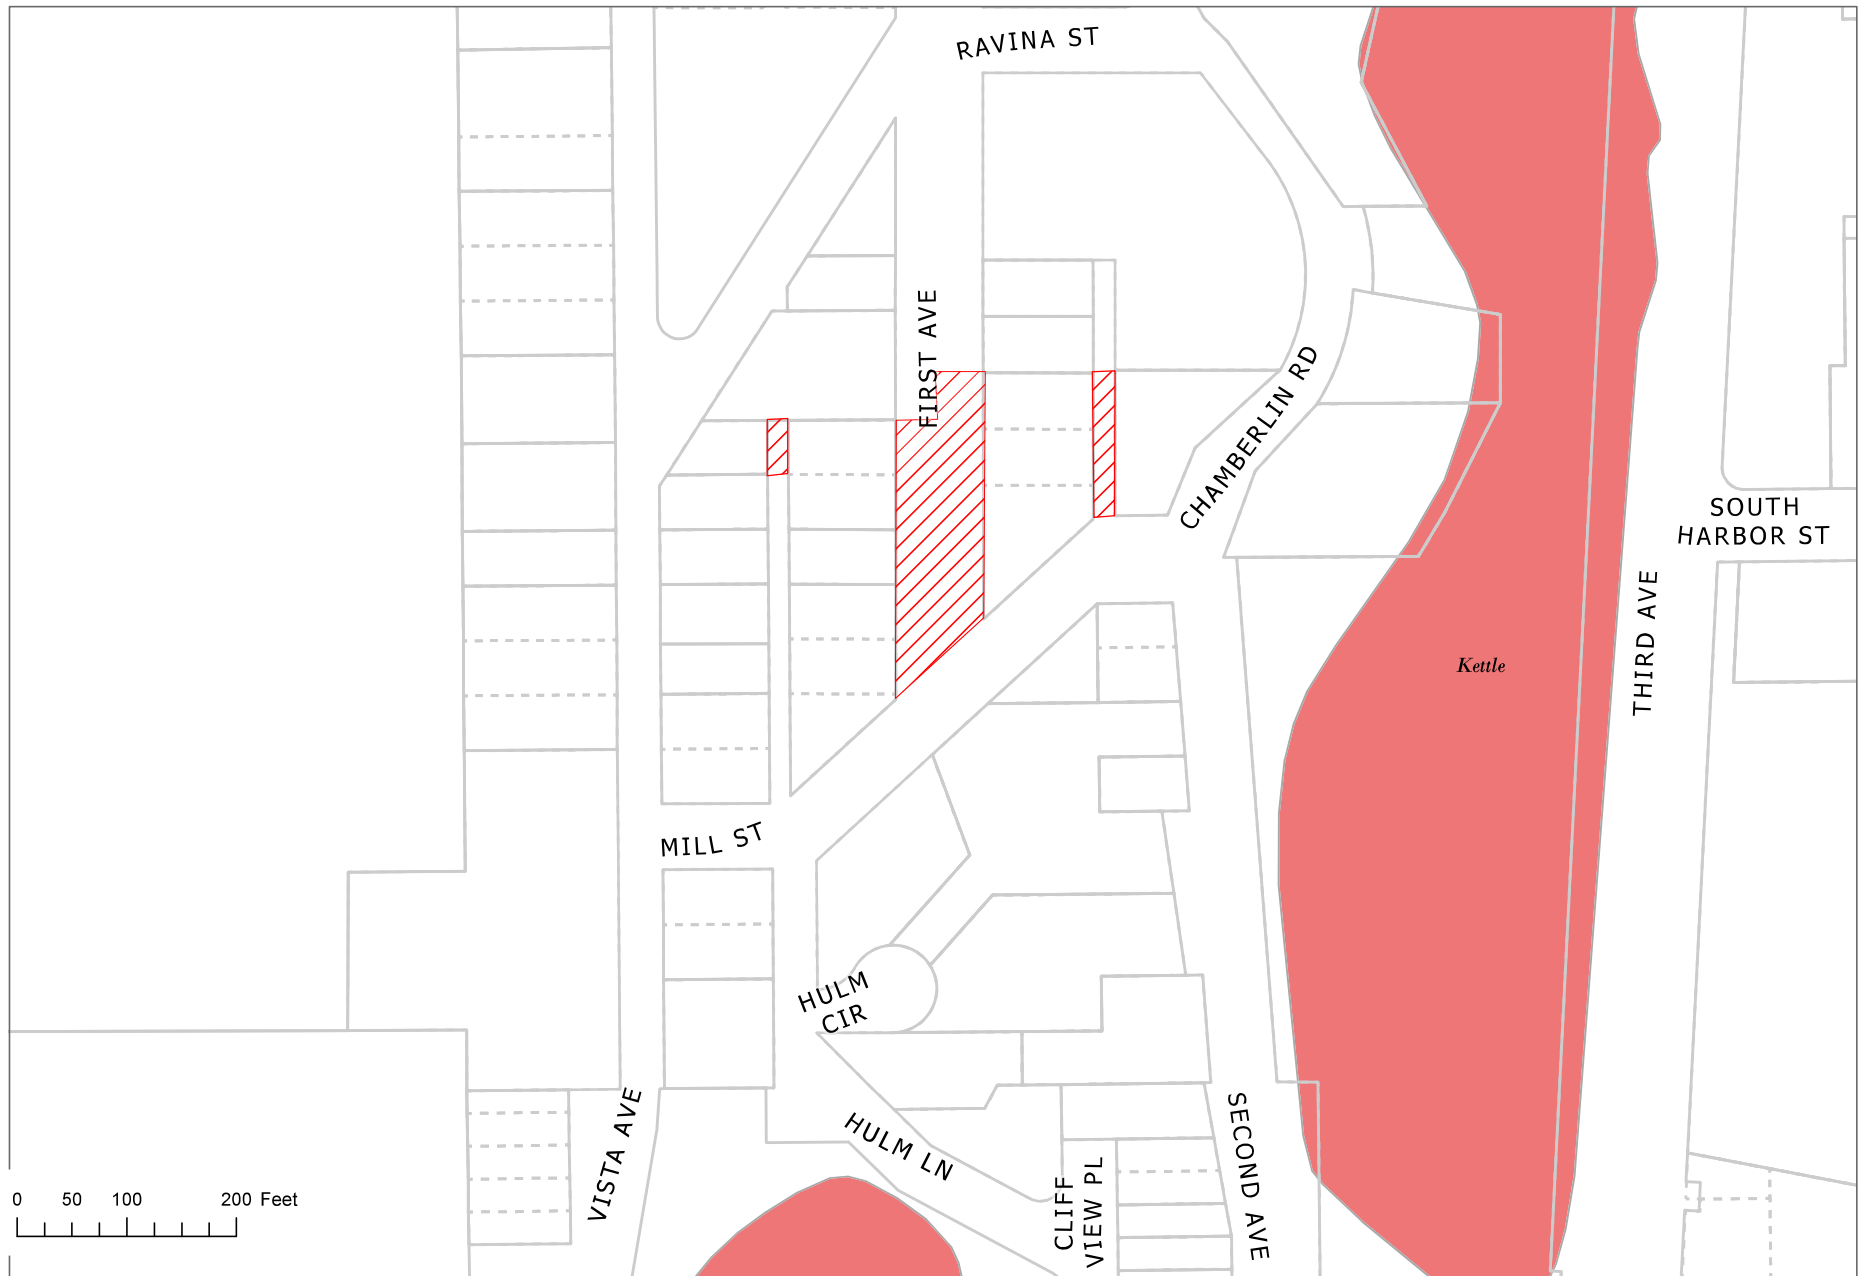 RAVINA ST
FIRST AVE
CHAMBERLIN RD
SOUTH
HARBOR ST
THIRD AVE
Kettle
MILL ST
HULM
CIR
HULM LN
VISTA AVE
SECOND AVE
CLIFF
VIEW PL
0 50 100 200 Feet